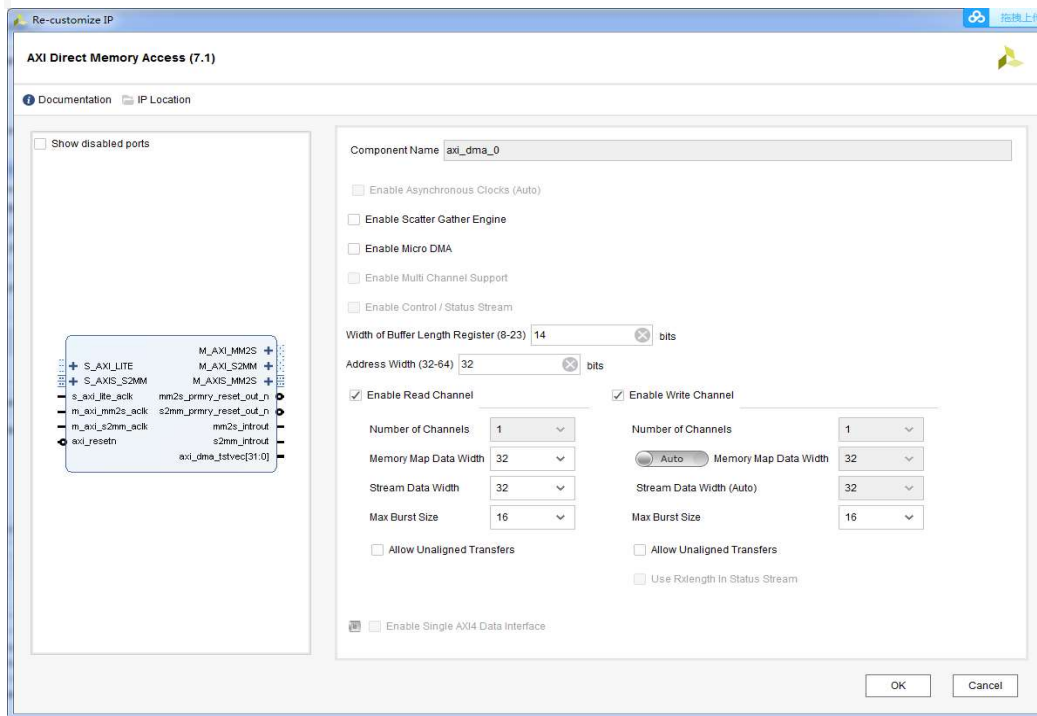 Re-customize IP
拖拽上传
AXI Direct Memory Access (7.1)
Documentation IP Location
Show disabled ports
S_AXI_LITE
S_AXIS_S2MM
s_axi_lite_aclk
m_axi_mm2s_aclk
m_axi_s2mm_aclk
axi_resetn
M_AXI_MM2S
M_AXI_S2MM
M_AXIS_MM2S
mm2s_prmry_reset_out_n
s2mm_prmry_reset_out_n
mm2s_introut
s2mm_introut
axi_dma_tstvec[31:0]
Component Name axi_dma_0
Enable Asynchronous Clocks (Auto)
Enable Scatter Gather Engine
Enable Micro DMA
Enable Multi Channel Support
Enable Control / Status Stream
Width of Buffer Length Register (8-23) 14 bits
Address Width (32-64) 32 bits
Enable Read Channel
Number of Channels 1
Memory Map Data Width 32
Stream Data Width 32
Max Burst Size 16
Allow Unaligned Transfers
Enable Write Channel
Number of Channels 1
Auto Memory Map Data Width 32
Stream Data Width (Auto) 32
Max Burst Size 16
Allow Unaligned Transfers
Use Rxlength In Status Stream
Enable Single AXI4 Data Interface
OK Cancel